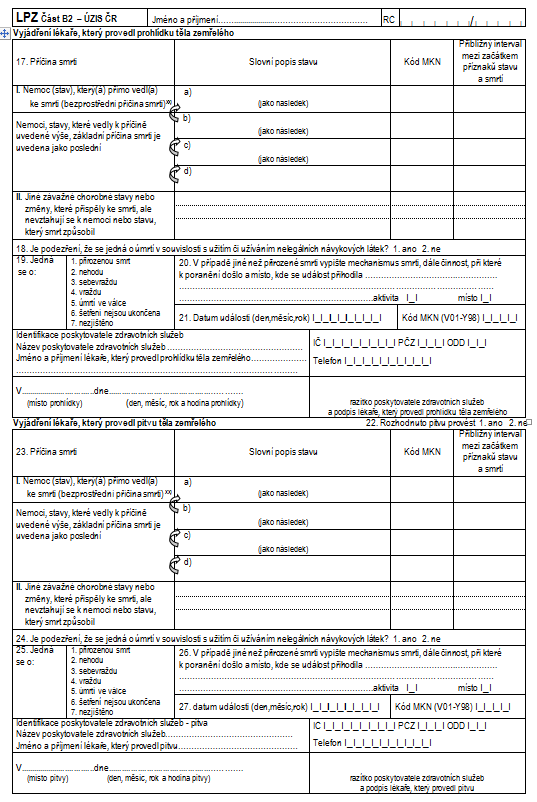 LPZ Část B2 – ÚZIS ČR Jméno a příjmení............................................................ RC / 
Vyjádření lékaře, který provedl prohlídku těla zemřelého
17. Příčina smrti Slovní popis stavu Kód MKN Přibližný interval mezi začátkem příznaků stavu a smrtí
I. Nemoc (stav), který(á) přímo vedl(a) a)
ke smrti (bezprostřední příčina smrti)xx) (jako následek)
Nemoci, stavy, které vedly k příčině b)
uvedené výše, základní příčina smrti je (jako následek)
uvedena jako poslední c)
(jako následek)
d)
II. Jiné závažné chorobné stavy nebo
změny, které přispěly ke smrti, ale
nevztahují se k nemoci nebo stavu,
který smrt způsobil
18. Je podezření, že se jedná o úmrtí v souvislosti s užitím či užíváním nelegálních návykových látek? 1. ano 2. ne
19. Jedná se o:
1. přirozenou smrt
2. nehodu
3. sebevraždu
4. vraždu
5. úmrtí ve válce
6. šetření nejsou ukončena
7. nezjištěno
20. V případě jiné než přirozené smrti vypište mechanismus smrti, dále činnost, při které
k poranění došlo a místo, kde se událost přihodila ................................................
................................................................................
................................................................aktivita |_| místo |_|
21. Datum události (den,měsíc,rok) |_|_|_|_|_|_|_|_| Kód MKN (V01-Y98) |_|_|_|_|
Identifikace poskytovatele zdravotních služeb
Název poskytovatele zdravotních služeb ................................................
Jméno a příjmení lékaře, který provedl prohlídku těla zemřelého....................
................................................................................
IČ |_|_|_|_|_|_|_|_| PČZ |_|_|_| ODD |_|_|
Telefon |_|_|_|_|_|_|_|_|_|
V................................dne................................................
(místo prohlídky) (den, měsíc, rok a hodina prohlídky)
razítko poskytovatele zdravotních služeb
a podpis lékaře, který provedl prohlídku těla zemřelého
Vyjádření lékaře, který provedl pitvu těla zemřelého 22. Rozhodnuto pitvu provést 1. ano 2. ne
23. Příčina smrti Slovní popis stavu Kód MKN Přibližný interval mezi začátkem příznaků stavu a smrtí
I. Nemoc (stav), který(á) přímo vedl(a) a)
ke smrti (bezprostřední příčina smrti) xx) (jako následek)
Nemoci, stavy, které vedly k příčině b)
uvedené výše, základní příčina smrti je (jako následek)
uvedena jako poslední c)
(jako následek)
d)
II. Jiné závažné chorobné stavy nebo
změny, které přispěly ke smrti, ale
nevztahují se k nemoci nebo stavu,
který smrt způsobil
24. Je podezření, že se jedná o úmrtí v souvislosti s užitím či užíváním nelegálních návykových látek? 1. ano 2. ne
25. Jedná se o:
1. přirozenou smrt
2. nehodu
3. sebevraždu
4. vraždu
5. úmrtí ve válce
6. šetření nejsou ukončena
7. nezjištěno
26. V případě jiné než přirozené smrti vypište mechanismus smrti, dále činnost, při které
k poranění došlo a místo, kde se událost přihodila ................................................
................................................................................
................................................................aktivita |_| místo |_|
27. datum události (den,měsíc,rok) |_|_|_|_|_|_|_|_| Kód MKN (V01-Y98) |_|_|_|_|
Identifikace poskytovatele zdravotních služeb - pitva
Název poskytovatele zdravotních služeb................................................
Jméno a příjmení lékaře, který provedl pitvu................................................
IČ |_|_|_|_|_|_|_|_| PČZ |_|_|_| ODD |_|_|
Telefon |_|_|_|_|_|_|_|_|_|
V................................dne................................................
(místo pitvy) (den, měsíc, rok a hodina pitvy)
razítko poskytovatele zdravotních služeb
a podpis lékaře, který provedl pitvu